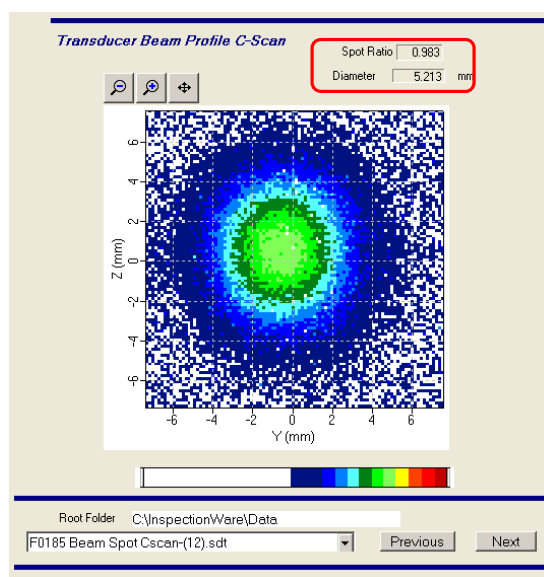 Transducer Beam Profile C-Scan
Spot Ratio 0.983
Diameter 5.213 mm
Z (mm)
6
4
2
0
-2
-4
-6
-6 -4 -2 0 2 4 6
Y (mm)
Root Folder C:\InspectionWare\Data
F0185 Beam Spot Cscan-(12).sdt Previous Next